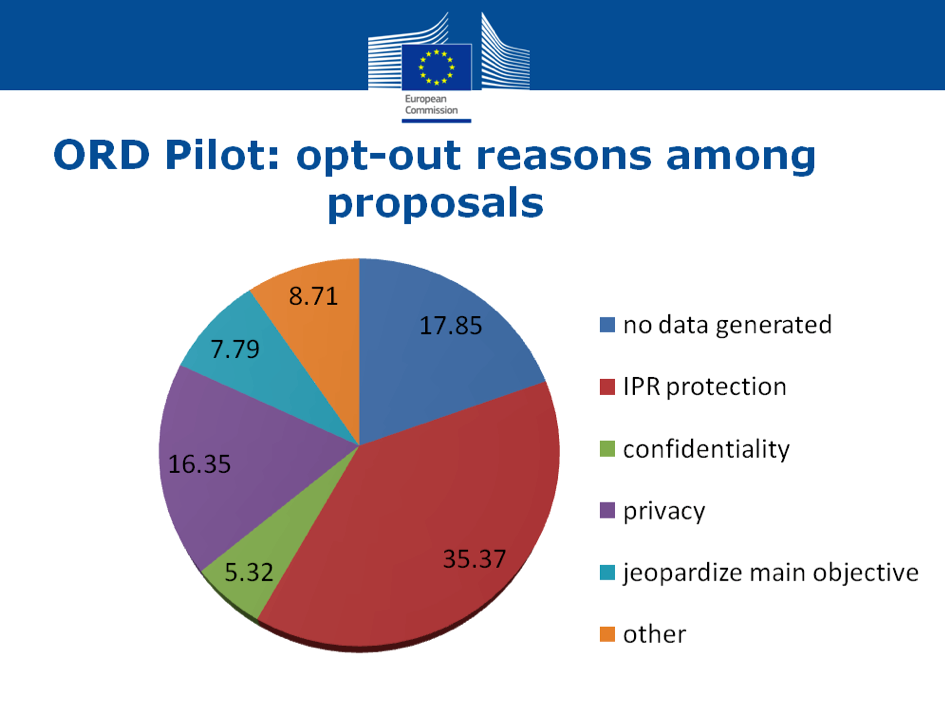 European
Commission
ORD Pilot: opt-out reasons among
proposals
8.71
17.85
7.79
16.35
5.32
35.37
no data generated
IPR protection
confidentiality
privacy
jeopardize main objective
other